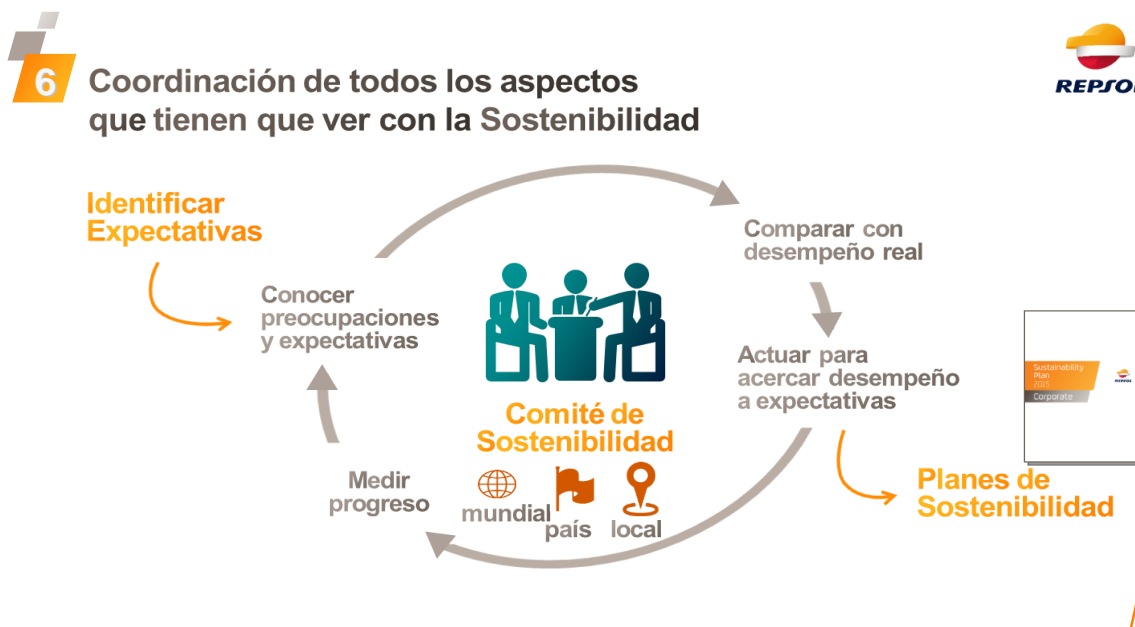 6
Coordinación de todos los aspectos
que tienen que ver con la Sostenibilidad
REPSOL
Identificar
Expectativas
Comparar con
desempeño real
Conocer
preocupaciones
y expectativas
Actuar para
acercar desempeño
a expectativas
Sustainability
Plan
2015
Corporate
REPSOL
Comité de
Sostenibilidad
Medir
progreso
mundial
país
local
Planes de
Sostenibilidad